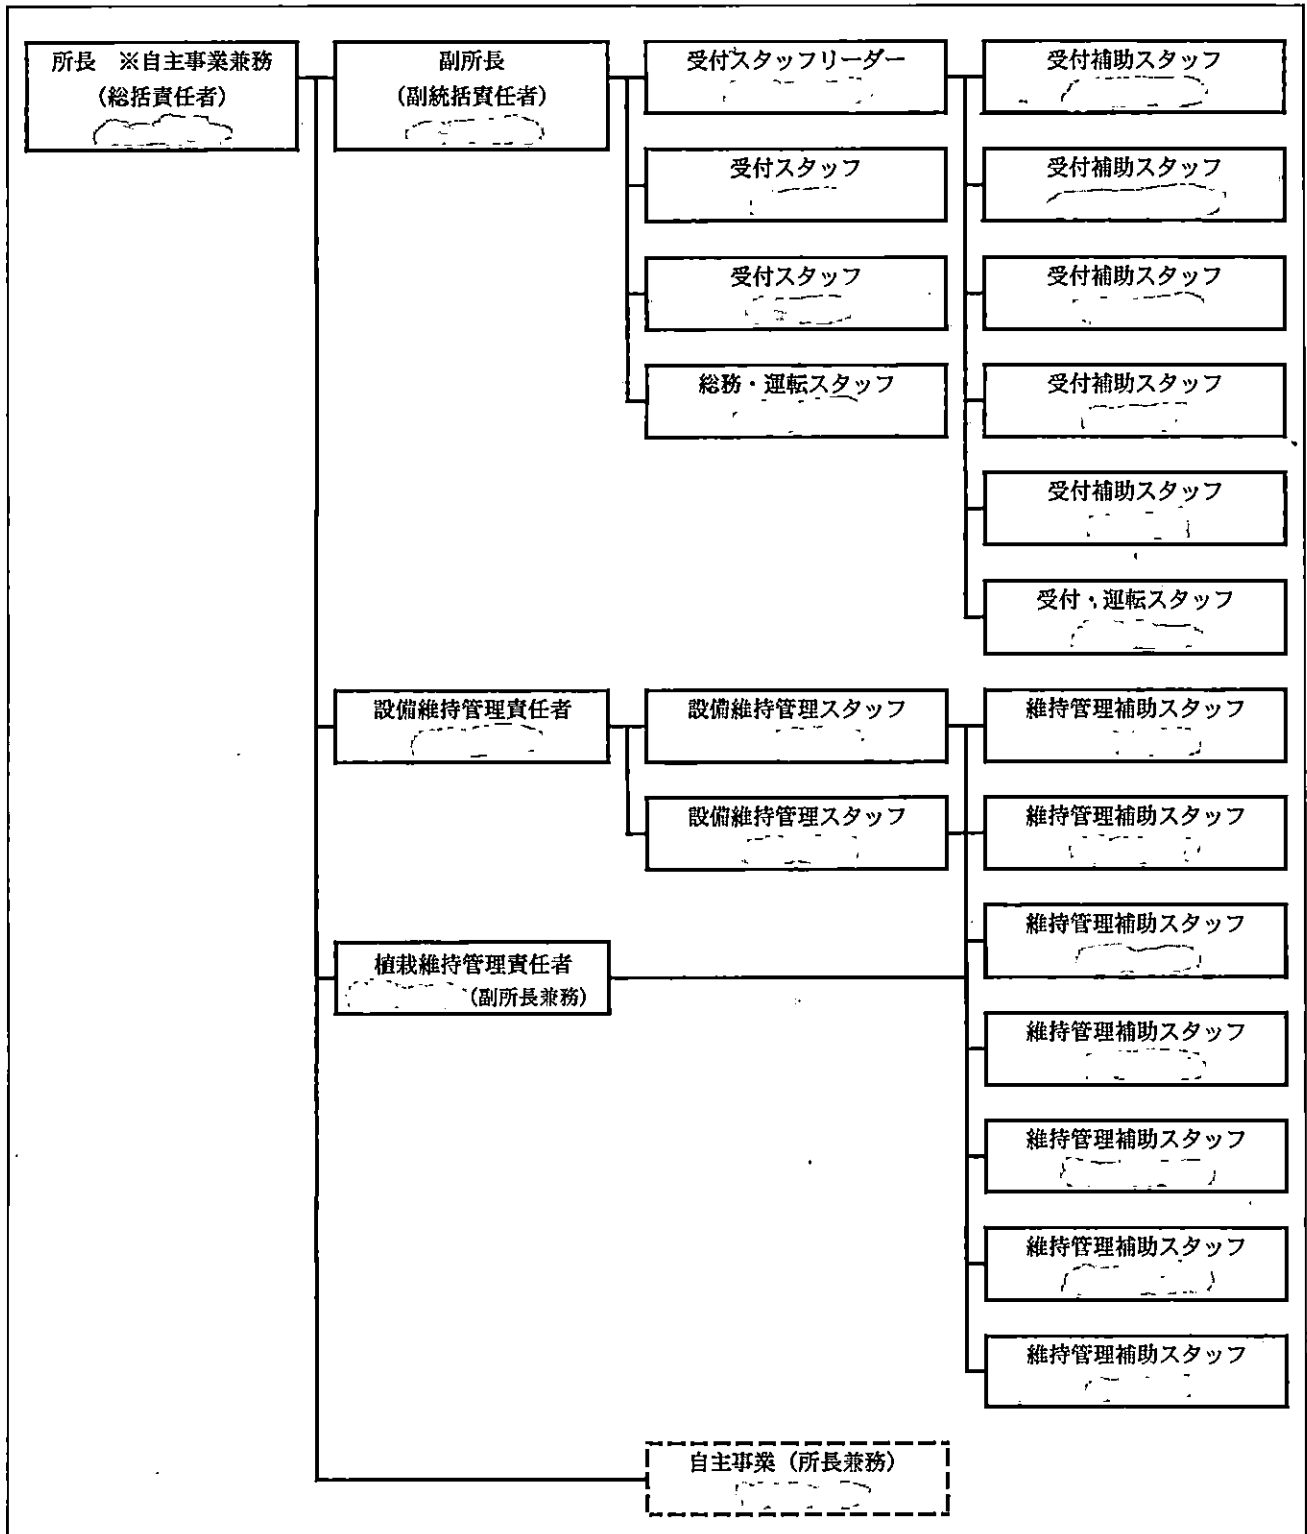 所長　※自主事業兼務
（総括責任者）
副所長
（副統括責任者）
受付スタッフリーダー
受付スタッフ
受付スタッフ
総務・運転スタッフ
受付補助スタッフ
受付補助スタッフ
受付補助スタッフ
受付補助スタッフ
受付補助スタッフ
受付・運転スタッフ
設備維持管理責任者
設備維持管理スタッフ
設備維持管理スタッフ
植栽維持管理責任者
（副所長兼務）
維持管理補助スタッフ
維持管理補助スタッフ
維持管理補助スタッフ
維持管理補助スタッフ
維持管理補助スタッフ
維持管理補助スタッフ
維持管理補助スタッフ
自主事業（所長兼務）